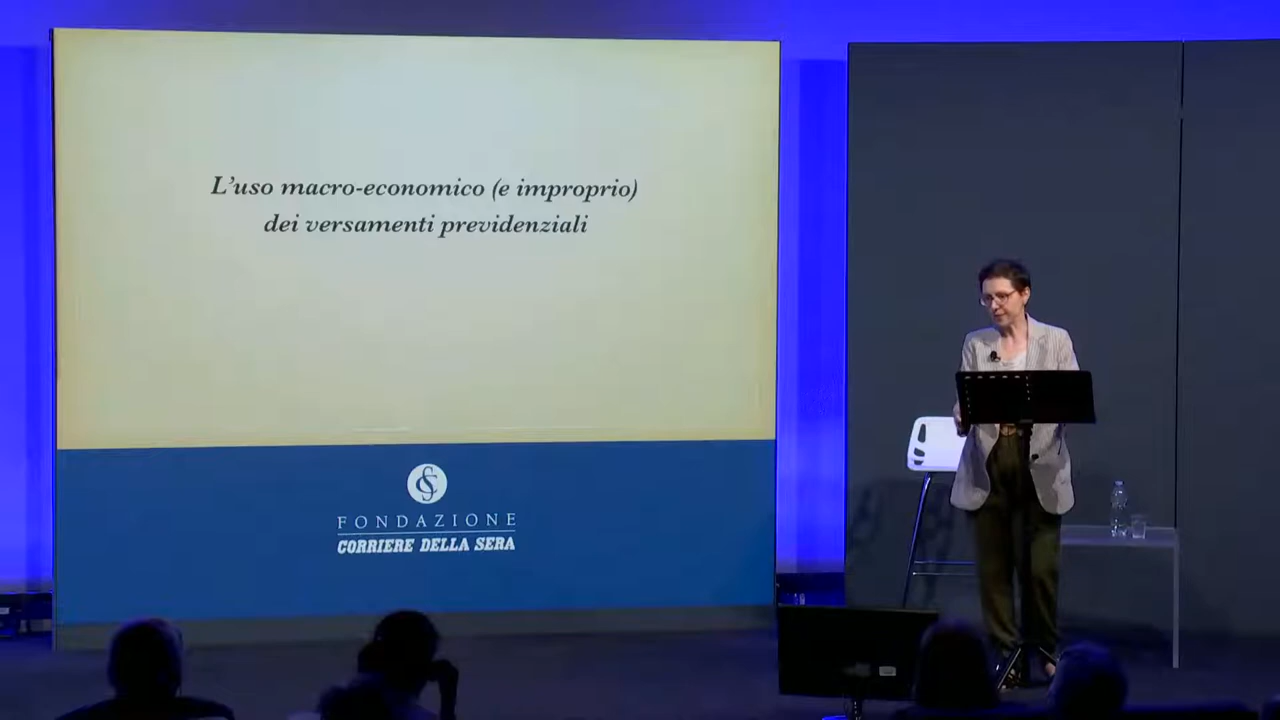 L'uso macro-economico (e improprio)
dei versamenti previdenziali
FONDAZIONE
CORRIERE DELLA SERA